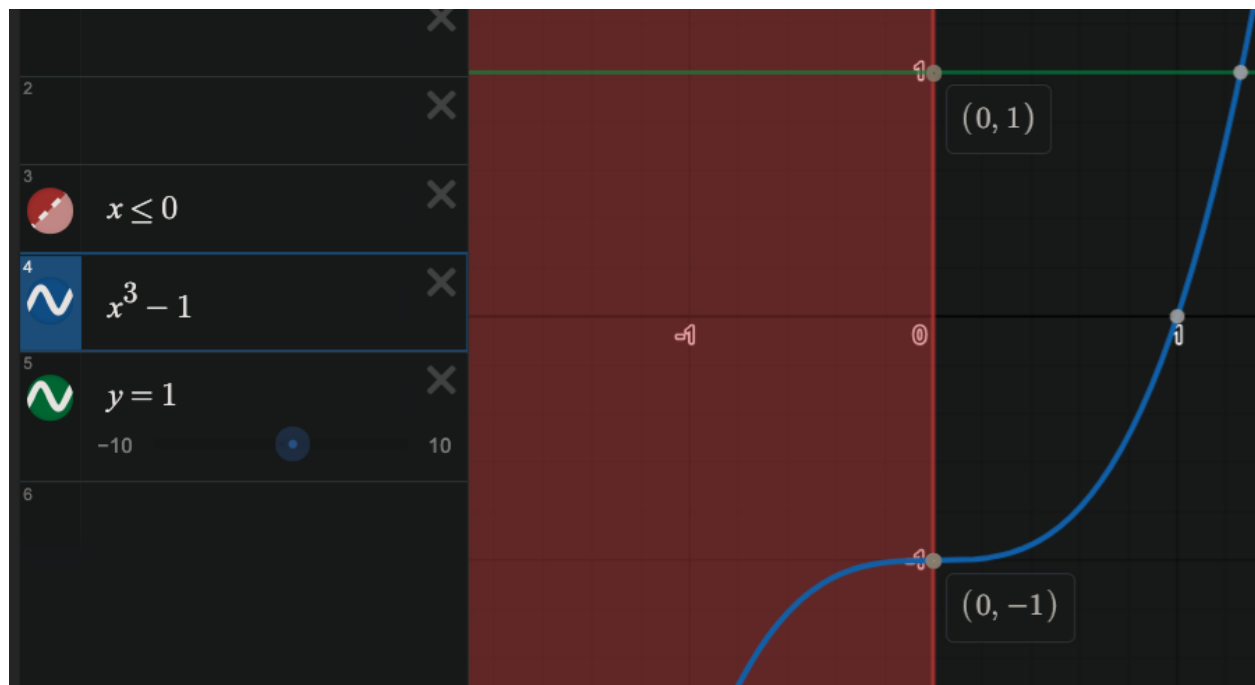 2
3
x ≤ 0
4
x³ − 1
5
y = 1
−10 10
6
1
(0, 1)
-1 0 1
-1
(0, −1)